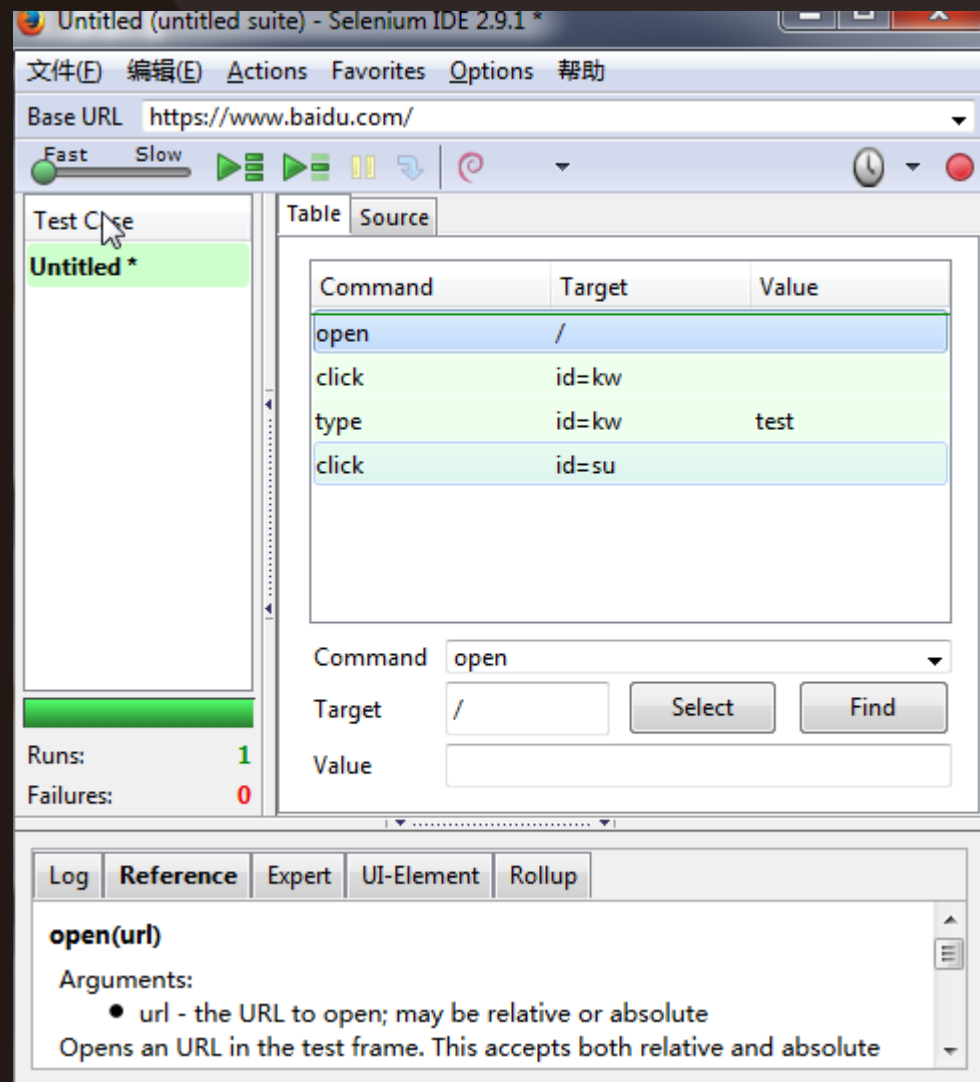 Untitled (untitled suite) - Selenium IDE 2.9.1 *
文件(F) 编辑(E) Actions Favorites Options 帮助
Base URL https://www.baidu.com/
Fast Slow
Test Case
Untitled *
Runs: 1
Failures: 0
Table Source
Command Target Value
open /
click id=kw
type id=kw test
click id=su
Command open
Target / Select Find
Value
Log Reference Expert UI-Element Rollup
open(url)
Arguments:
● url - the URL to open; may be relative or absolute
Opens an URL in the test frame. This accepts both relative and absolute